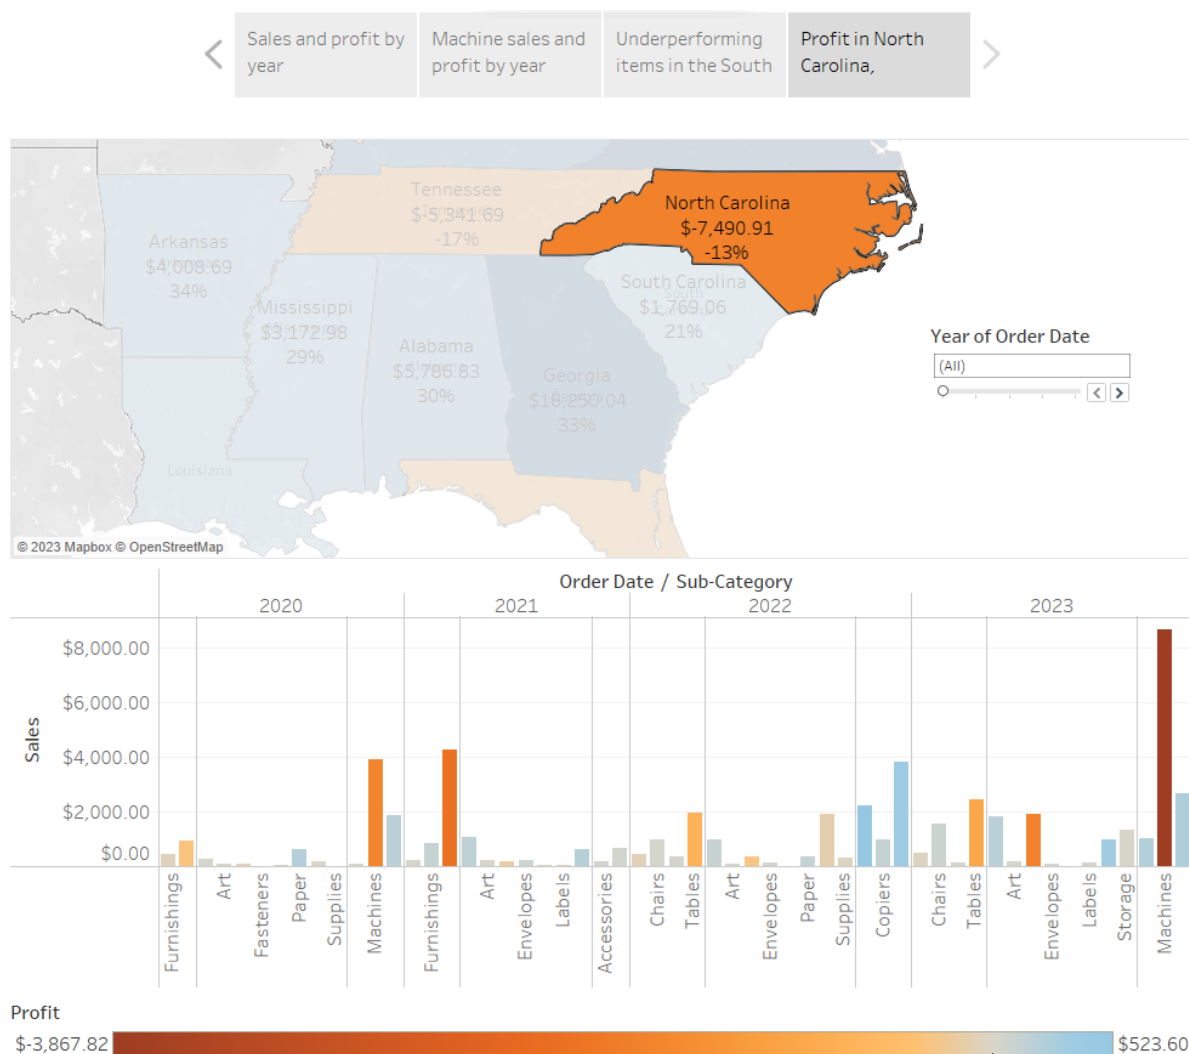 Sales and profit by
year
Machine sales and
profit by year
Underperforming
items in the South
Profit in North
Carolina,
Tennessee
$-5,341.69
-17%
North Carolina
$-7,490.91
-13%
Arkansas
$4,008.69
34%
Mississippi
$3,172.98
29%
Alabama
$5,786.83
30%
Georgia
$16,250.04
33%
South Carolina
$1,769.06
21%
Louisiana
Year of Order Date
(All)
© 2023 Mapbox © OpenStreetMap
Order Date / Sub-Category
2020
2021
2022
2023
Sales
$8,000.00
$6,000.00
$4,000.00
$2,000.00
$0.00
Furnishings
Art
Fasteners
Paper
Supplies
Machines
Furnishings
Art
Envelopes
Labels
Accessories
Chairs
Tables
Art
Envelopes
Paper
Supplies
Copiers
Chairs
Tables
Art
Envelopes
Labels
Storage
Machines
Profit
$-3,867.82
$523.60